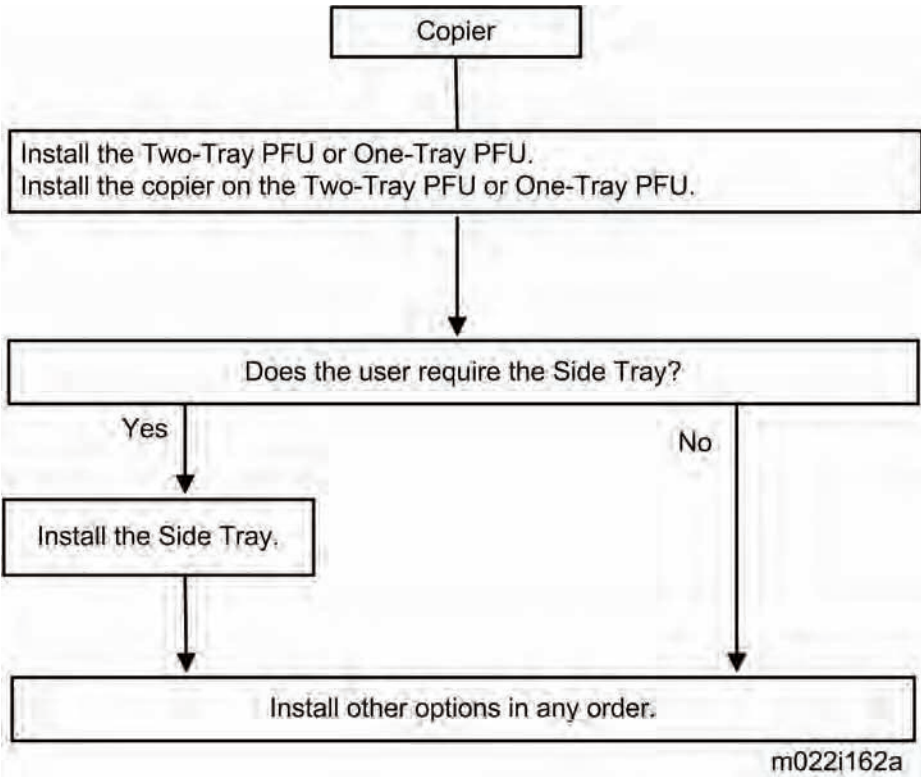 Copier
Install the Two-Tray PFU or One-Tray PFU.
Install the copier on the Two-Tray PFU or One-Tray PFU.
Does the user require the Side Tray?
Yes
No
Install the Side Tray.
Install other options in any order.
m022i162a